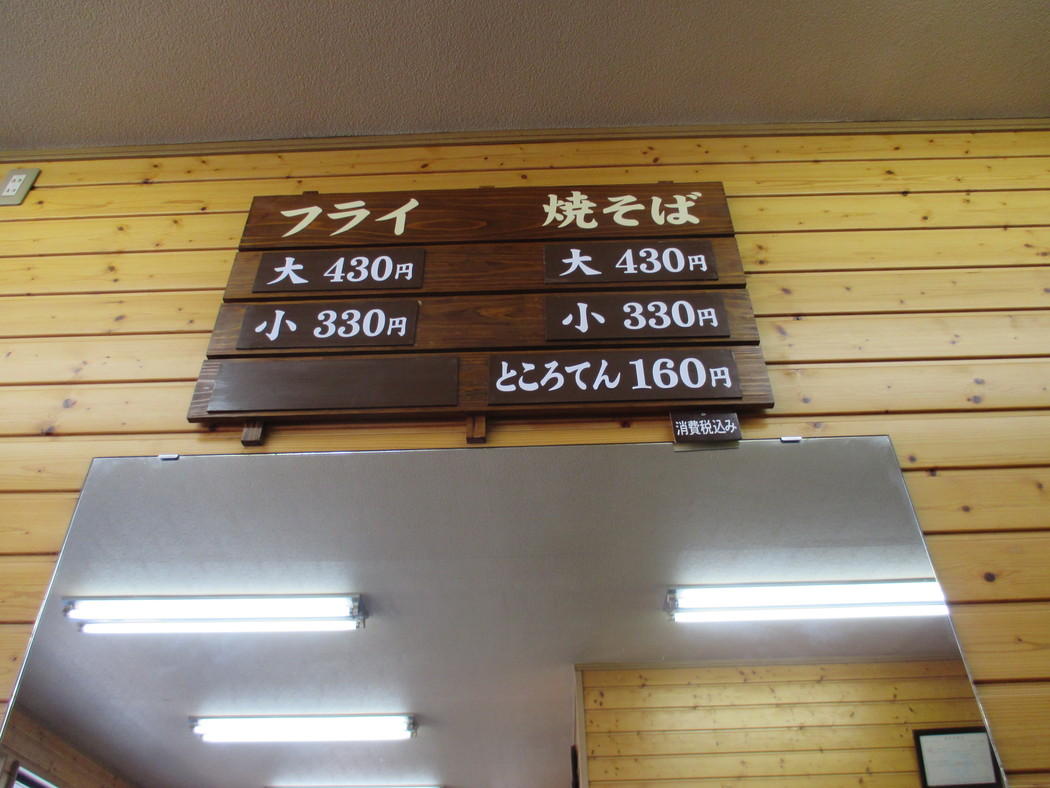 フライ 焼そば
大 430円 大 430円
小 330円 小 330円
ところてん 160円
消費税込み